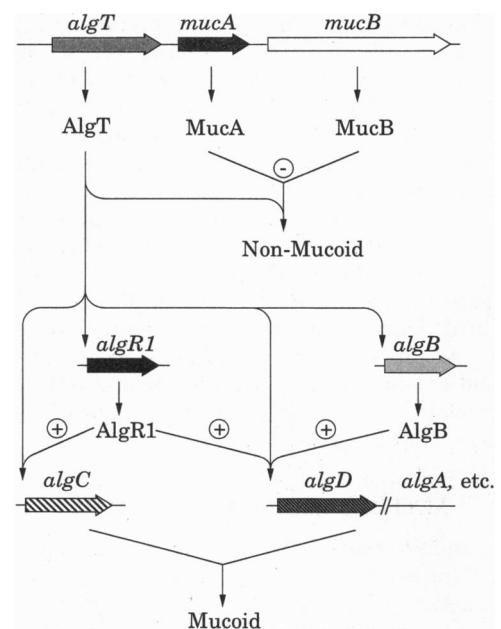 algT mucA mucB
AlgT MucA MucB
-
Non-Mucoid
algR1 algB
+ AlgR1 + + AlgB
algC algD algA, etc.
Mucoid